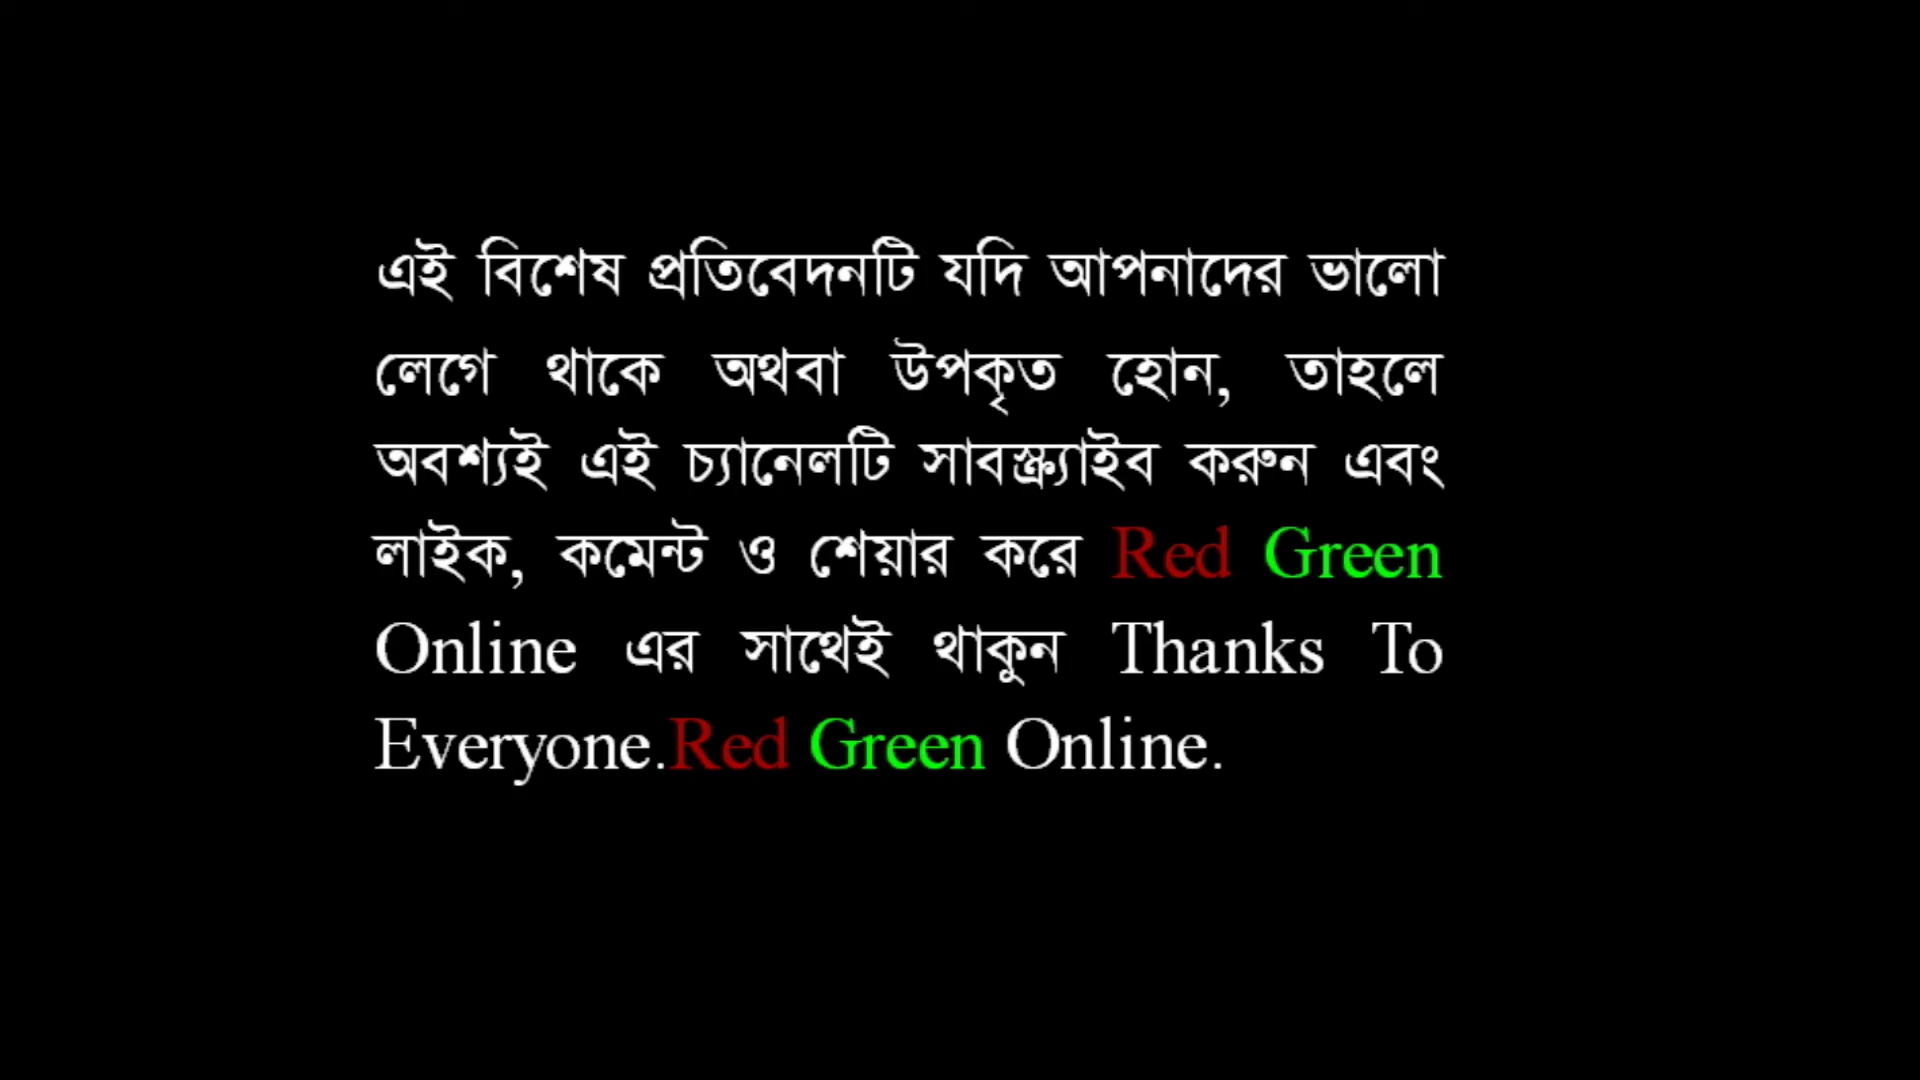 এই বিশেষ প্রতিবেদনটি যদি আপনাদের ভালো
লেগে থাকে অথবা উপকৃত হোন, তাহলে
অবশ্যই এই চ্যানেলটি সাবস্ক্র্যাইব করুন এবং
লাইক, কমেন্ট ও শেয়ার করে Red Green
Online এর সাথেই থাকুন Thanks To
Everyone.Red Green Online.